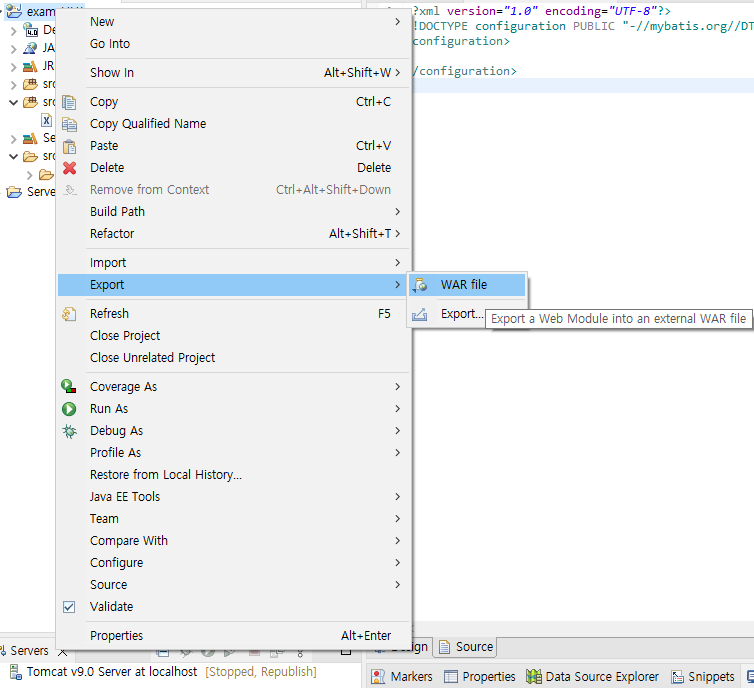 exam
New
Go Into
Show In Alt+Shift+W
Copy Ctrl+C
Copy Qualified Name
Paste Ctrl+V
Delete Delete
Remove from Context Ctrl+Alt+Shift+Down
Build Path
Refactor Alt+Shift+T
Import
Export
Refresh F5
Close Project
Close Unrelated Project
Coverage As
Run As
Debug As
Profile As
Restore from Local History...
Java EE Tools
Team
Compare With
Configure
Source
Validate
Properties Alt+Enter
WAR file
Export...
Export a Web Module into an external WAR file
?xml version="1.0" encoding="UTF-8"?>
!DOCTYPE configuration PUBLIC "-//mybatis.org//DT
configuration>
/configuration>
De
JA
JR
src
src
Se
src
Serve
Source
Servers
Tomcat v9.0 Server at localhost [Stopped, Republish]
Markers Properties Data Source Explorer Snippets